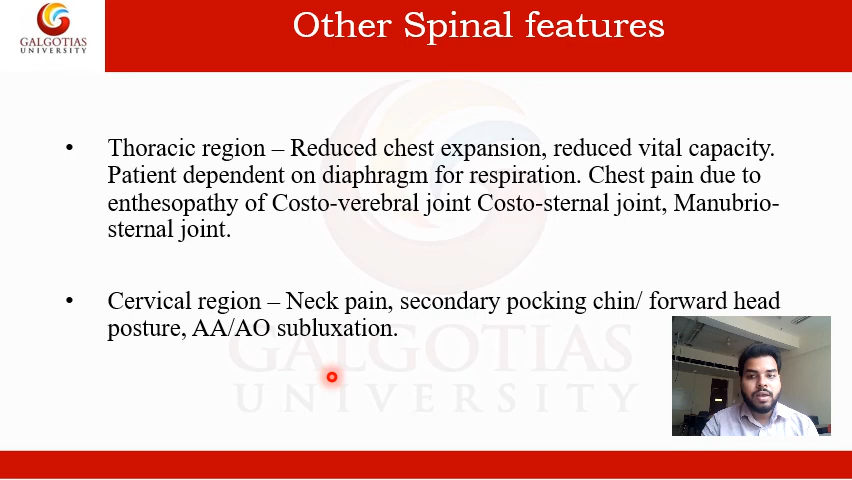 GALGOTIAS
UNIVERSITY
Other Spinal features
• Thoracic region – Reduced chest expansion, reduced vital capacity.
Patient dependent on diaphragm for respiration. Chest pain due to
enthesopathy of Costo-verebral joint Costo-sternal joint, Manubrio-
sternal joint.
• Cervical region – Neck pain, secondary pocking chin/ forward head
posture, AA/AO subluxation.
GALGOTIAS
UNIVERSITY